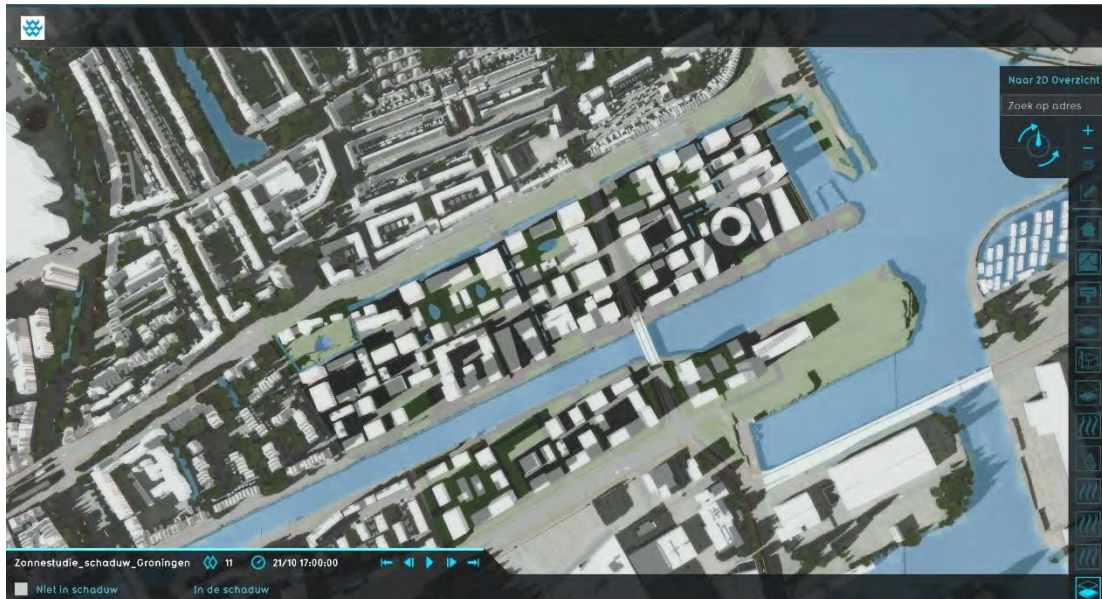 Naar 2D Overzicht
Zoek op adres
Zonnestudie_schaduw_Groningen 11 21/10 17:00:00
Niet in schaduw In de schaduw